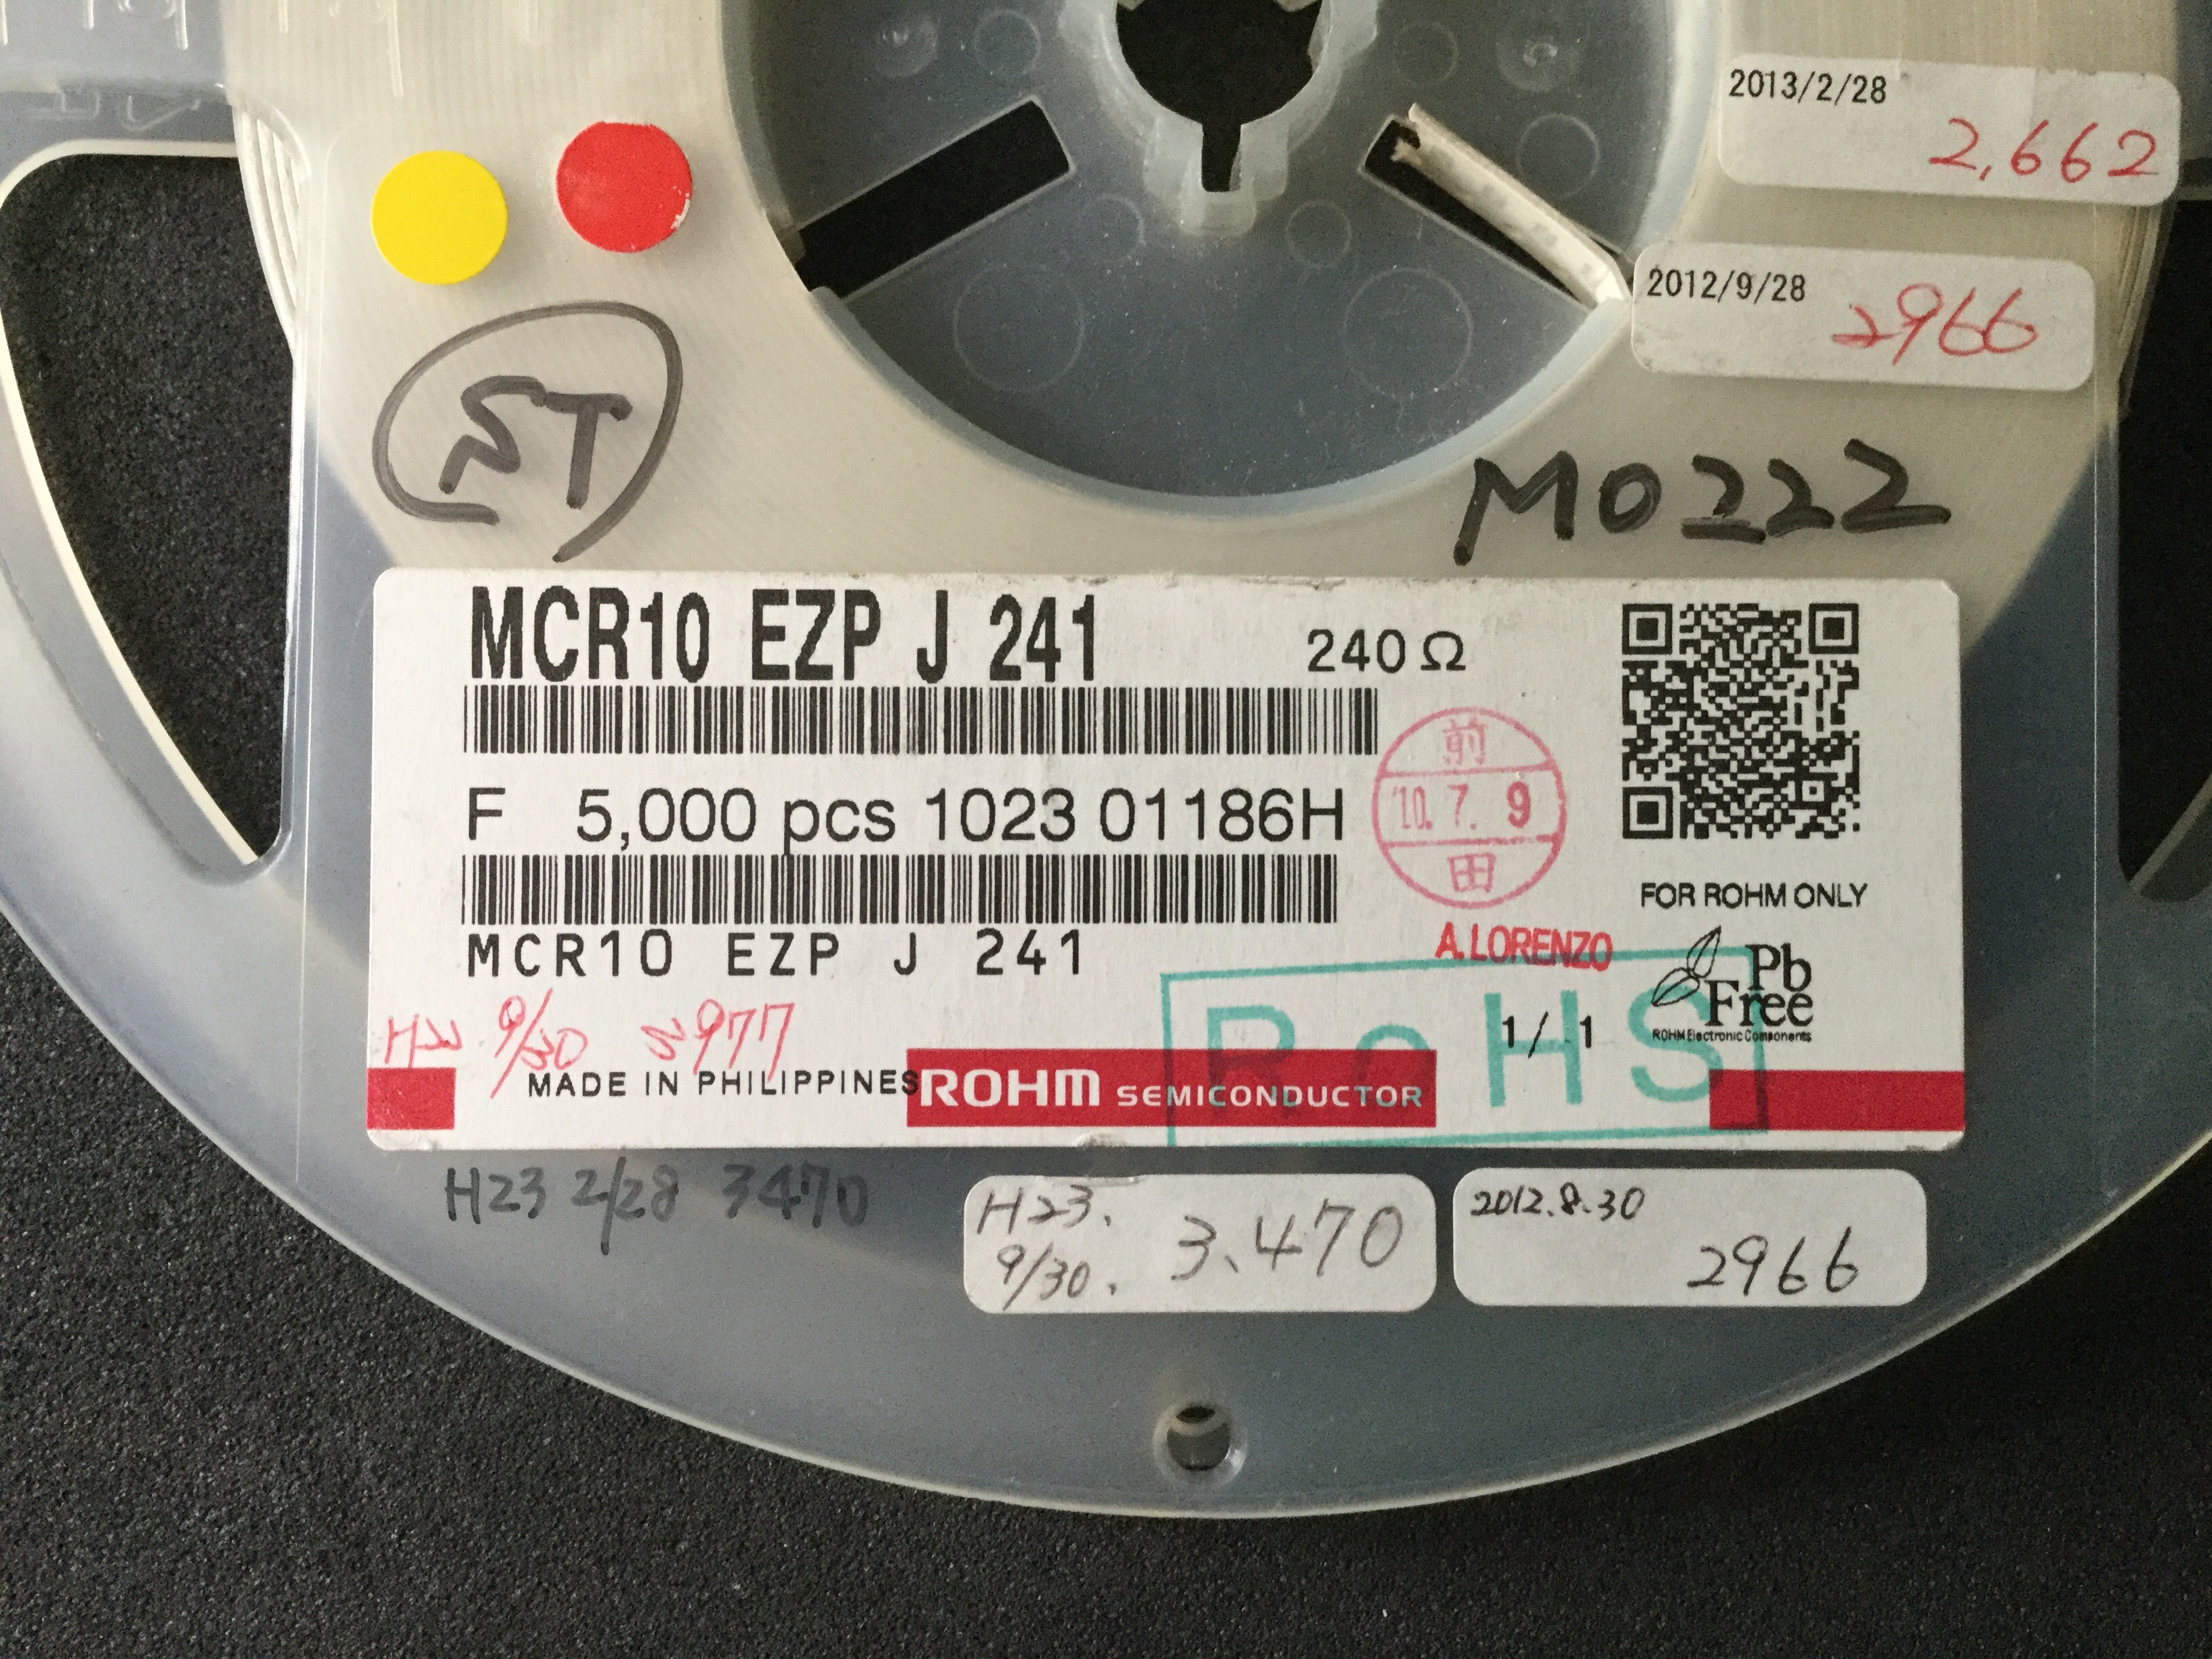 2013/2/28
2,662
2012/9/28
2966
ST
M0222
MCR10 EZP J 241
240Ω
F 5,000 pcs 1023 01186H
前
'10. 7. 9
田
FOR ROHM ONLY
MCR10 EZP J 241
A.LORENZO
Pb
Free
ROHM Electronic Components
RoHS
1/ 1
9/30
977
MADE IN PHILIPPINES
ROHM SEMICONDUCTOR
H23 2/28 3470
H23.
9/30.
3.470
2012.8.30
2966